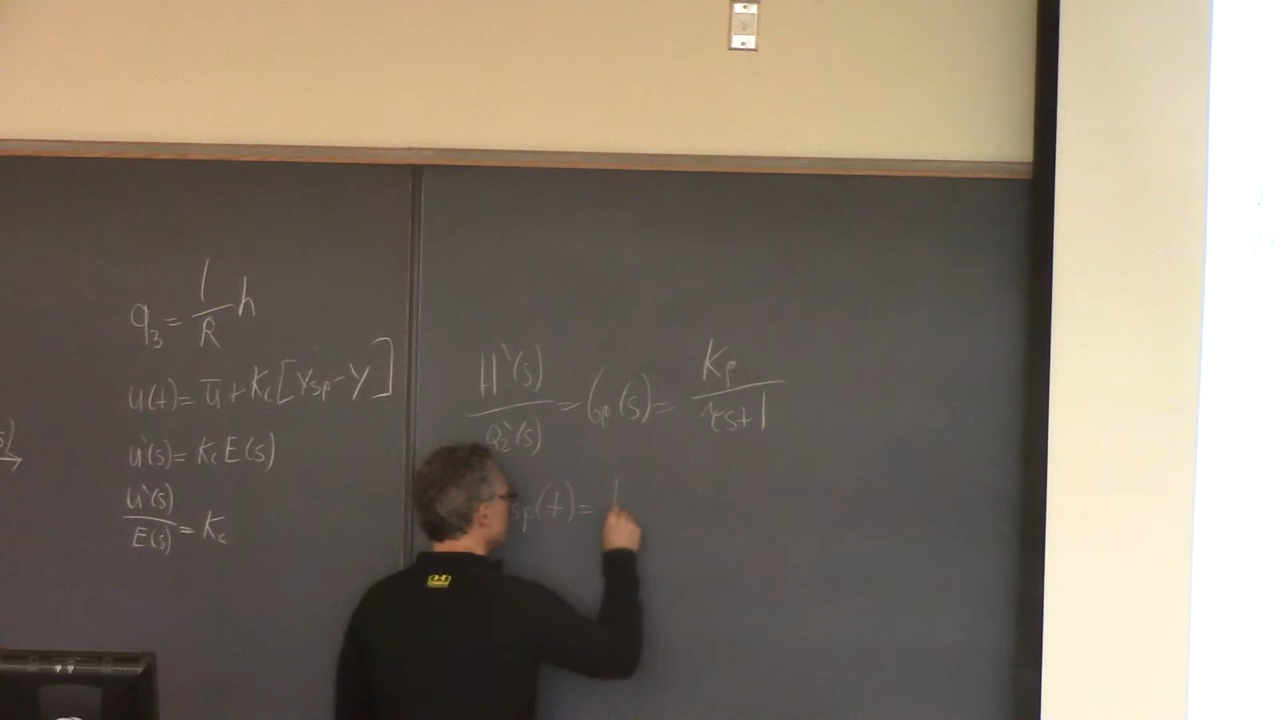 q₃ = 1/R h
u(t) = ū + Kc[Ysp - Y]
u'(s) = Kc E(s)
u'(s)/E(s) = Kc
H'(s)/Q₂'(s) = Gp(s) = Kp/(τs+1)
sp(t) =